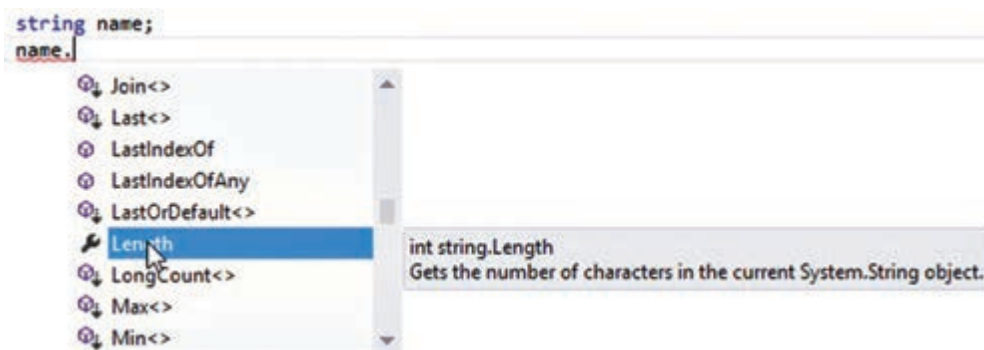 string name;
name.
Join<>
Last<>
LastIndexOf
LastIndexOfAny
LastOrDefault<>
Length
int string.Length
Gets the number of characters in the current System.String object.
LongCount<>
Max<>
Min<>